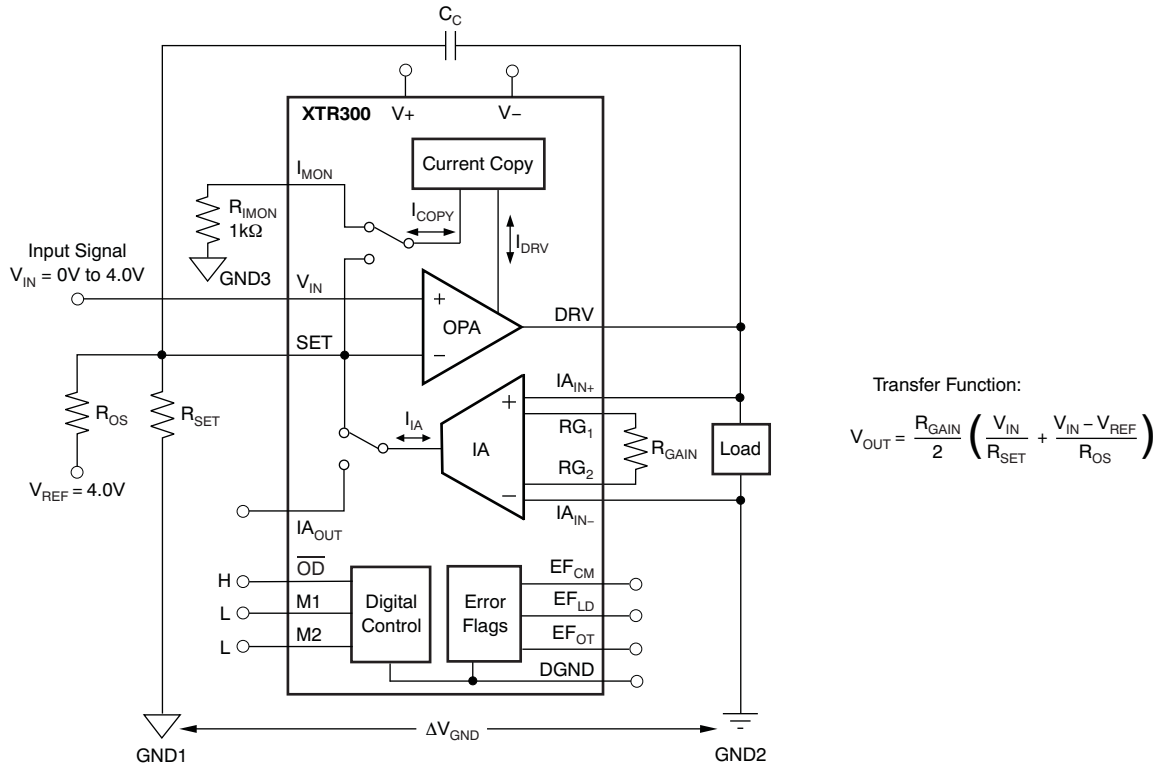 C_C
XTR300
V+
V−
I_MON
Current Copy
R_IMON
1kΩ
I_COPY
I_DRV
Input Signal
V_IN = 0V to 4.0V
GND3
V_IN
+
OPA
−
DRV
SET
R_OS
R_SET
IA_IN+
+
RG_1
I_IA
IA
R_GAIN
Load
RG_2
−
IA_IN−
V_REF = 4.0V
IA_OUT
Transfer Function:
V_OUT = R_GAIN / 2 ( V_IN / R_SET + V_IN − V_REF / R_OS )
H
O̅D̅
EF_CM
L
M1
Digital
Control
Error
Flags
EF_LD
L
M2
EF_OT
DGND
ΔV_GND
GND1
GND2